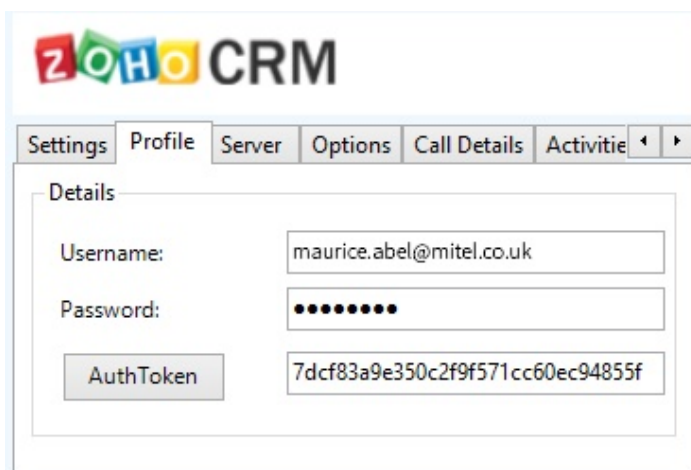 ZOHO CRM
Settings Profile Server Options Call Details Activitie
Details
Username: maurice.abel@mitel.co.uk
Password: ●●●●●●●●
AuthToken 7dcf83a9e350c2f9f571cc60ec94855f